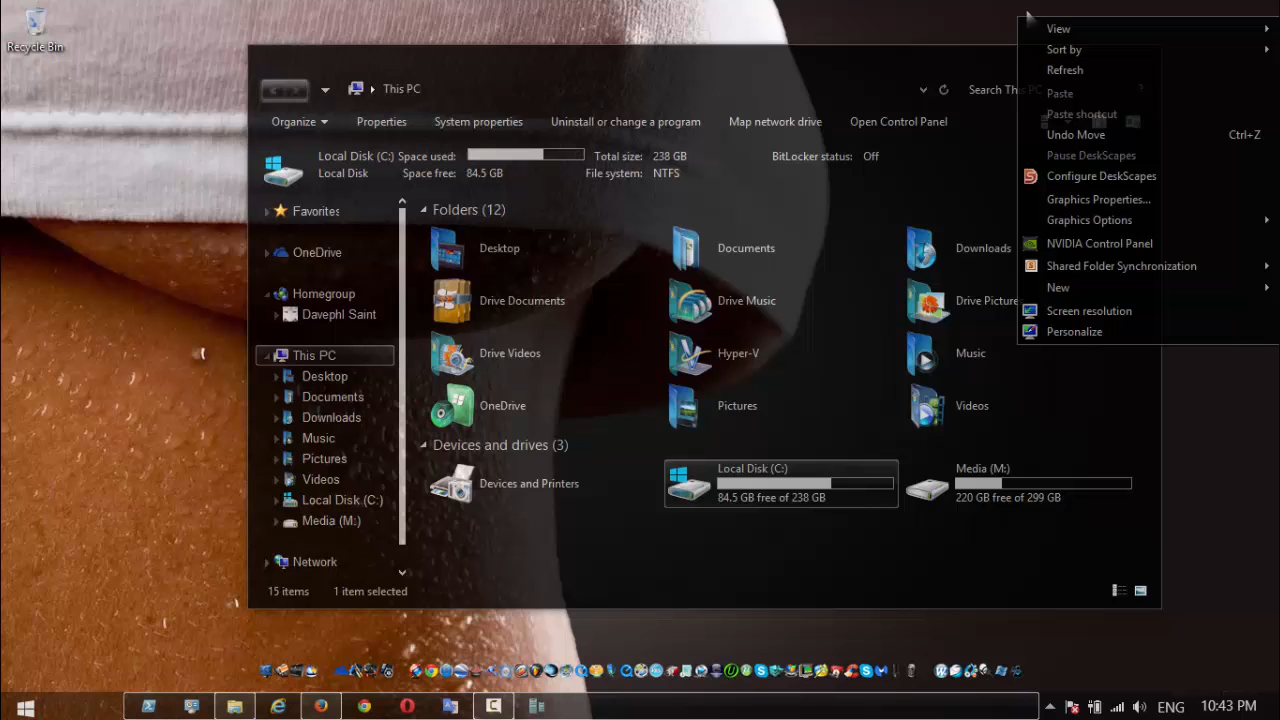 Recycle Bin
This PC
Search This PC
Organize
Properties
System properties
Uninstall or change a program
Map network drive
Open Control Panel
Local Disk (C:) Space used:
Total size: 238 GB
BitLocker status: Off
Local Disk
Space free: 84.5 GB
File system: NTFS
Favorites
OneDrive
Homegroup
Davephl Saint
This PC
Desktop
Documents
Downloads
Music
Pictures
Videos
Local Disk (C:)
Media (M:)
Network
Folders (12)
Desktop
Documents
Downloads
Drive Documents
Drive Music
Drive Picture
Drive Videos
Hyper-V
Music
OneDrive
Pictures
Videos
Devices and drives (3)
Devices and Printers
Local Disk (C:)
84.5 GB free of 238 GB
Media (M:)
220 GB free of 299 GB
15 items
1 item selected
View
Sort by
Refresh
Paste
Paste shortcut
Undo Move Ctrl+Z
Pause DeskScapes
Configure DeskScapes
Graphics Properties...
Graphics Options
NVIDIA Control Panel
Shared Folder Synchronization
New
Screen resolution
Personalize
ENG
10:43 PM